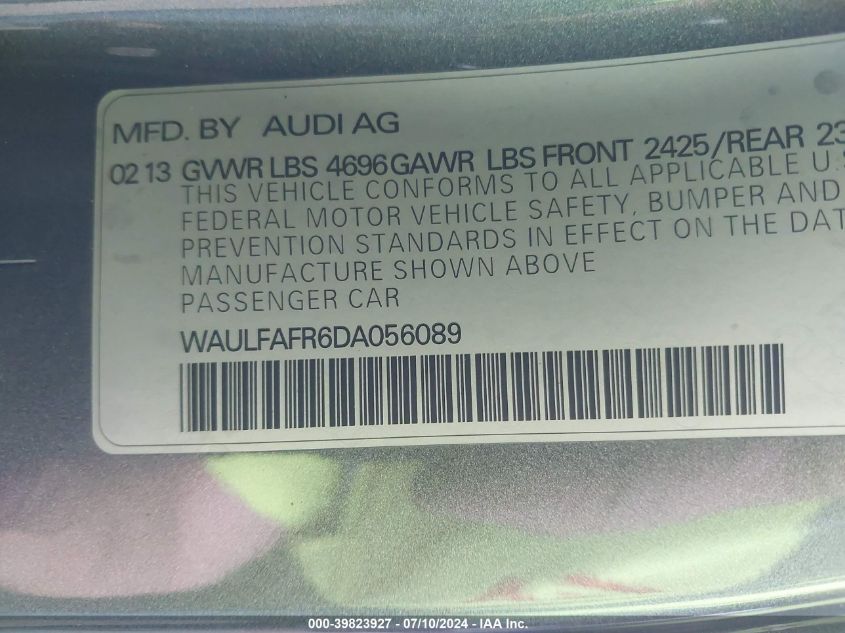 MFD. BY AUDI AG
02 13 GVWR LBS 4696 GAWR LBS FRONT 2425/REAR 23
THIS VEHICLE CONFORMS TO ALL APPLICABLE U.S
FEDERAL MOTOR VEHICLE SAFETY, BUMPER AND
PREVENTION STANDARDS IN EFFECT ON THE DAT
MANUFACTURE SHOWN ABOVE
PASSENGER CAR
WAULFAFR6DA056089
000-39823927 - 07/10/2024 - IAA Inc.